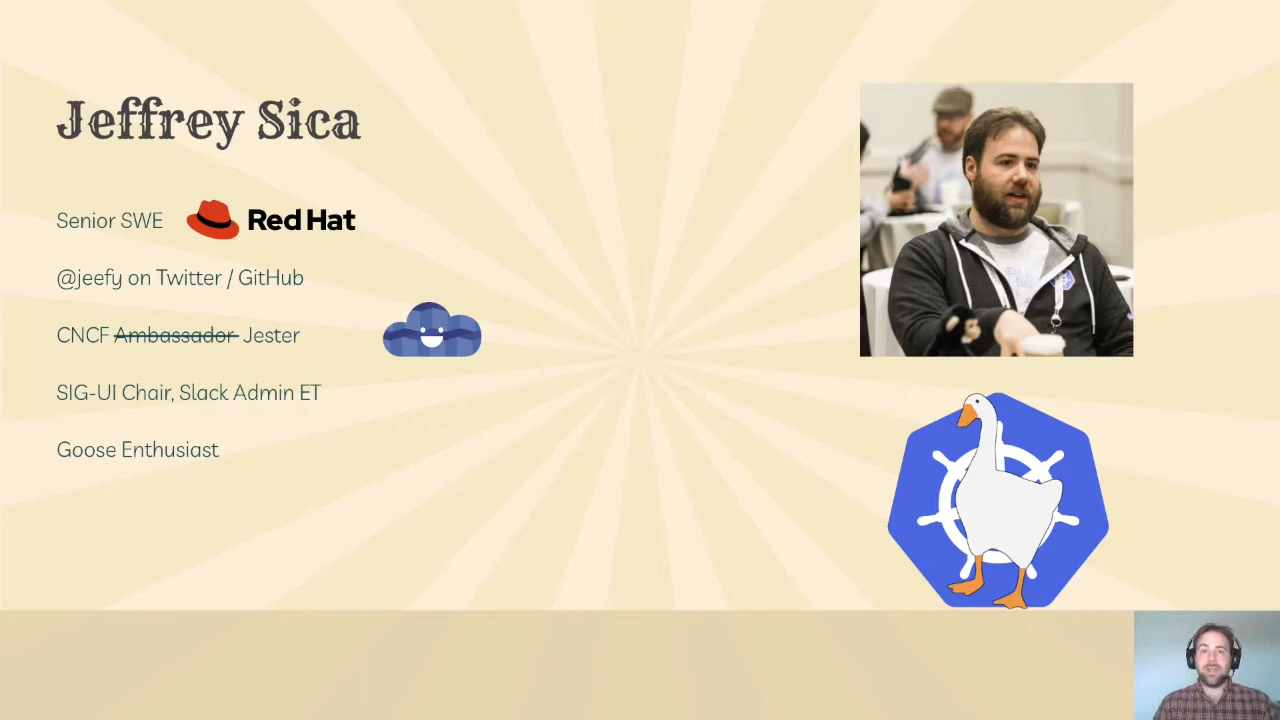 Jeffrey Sica
Senior SWE Red Hat
@jeefy on Twitter / GitHub
CNCF Ambassador Jester
SIG-UI Chair, Slack Admin ET
Goose Enthusiast